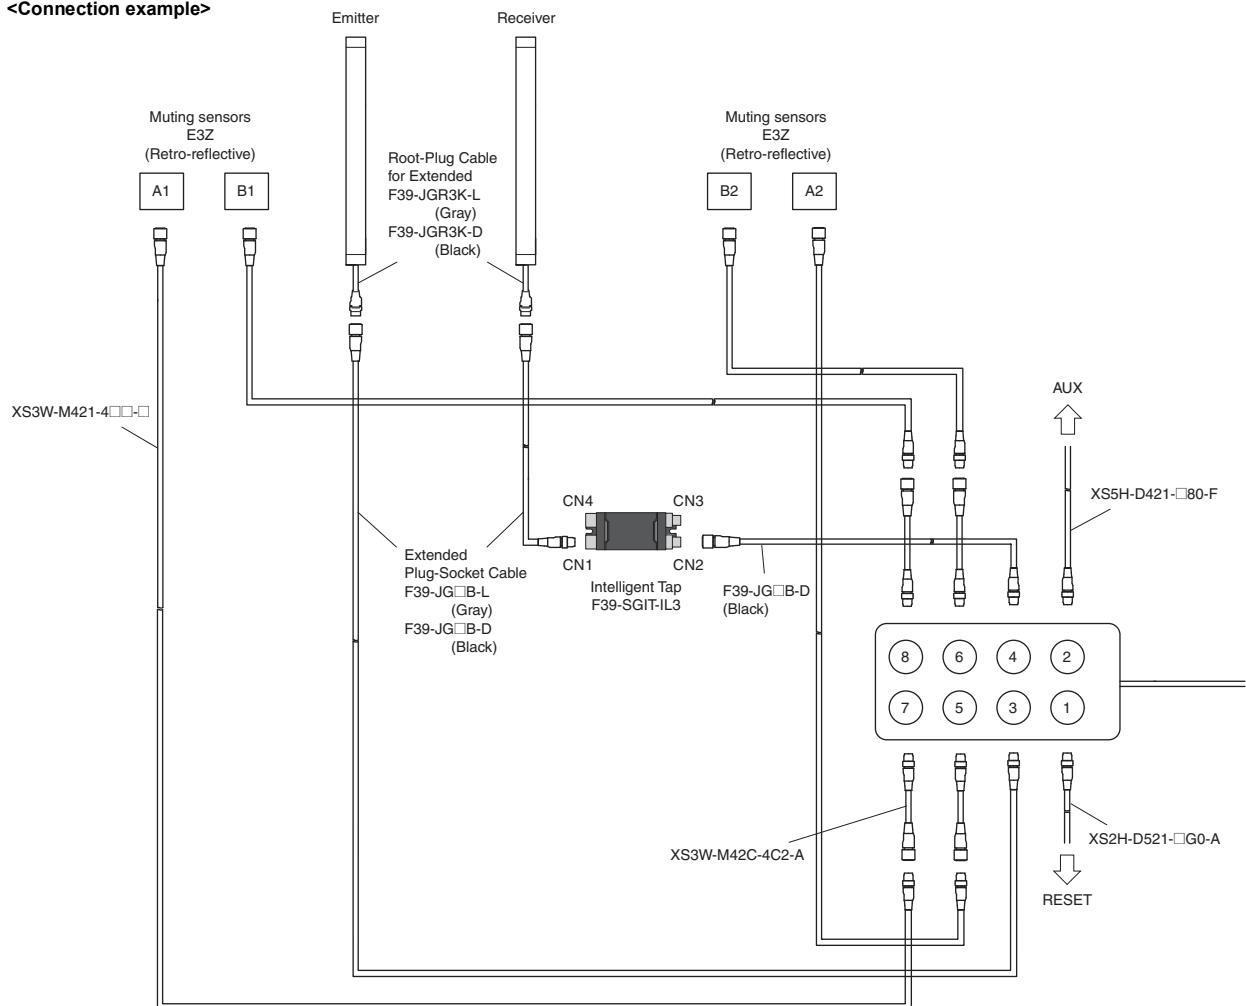 <Connection example>
Emitter
Receiver
Muting sensors
E3Z
(Retro-reflective)
A1
B1
Root-Plug Cable
for Extended
F39-JGR3K-L
(Gray)
F39-JGR3K-D
(Black)
Muting sensors
E3Z
(Retro-reflective)
B2
A2
XS3W-M421-4□□-□
AUX
XS5H-D421-□80-F
CN4
CN3
CN1
CN2
Intelligent Tap
F39-SGIT-IL3
Extended
Plug-Socket Cable
F39-JG□B-L
(Gray)
F39-JG□B-D
(Black)
F39-JG□B-D
(Black)
8
6
4
2
7
5
3
1
XS3W-M42C-4C2-A
XS2H-D521-□G0-A
RESET